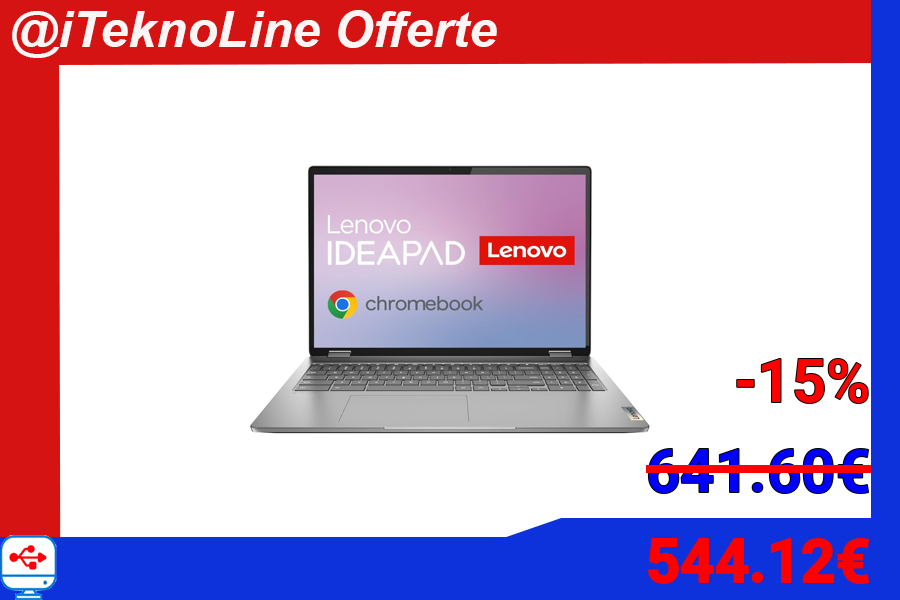 @iTeknoLine Offerte
Lenovo
IDEAPAD
Lenovo
chromebook
-15%
641.60€
544.12€